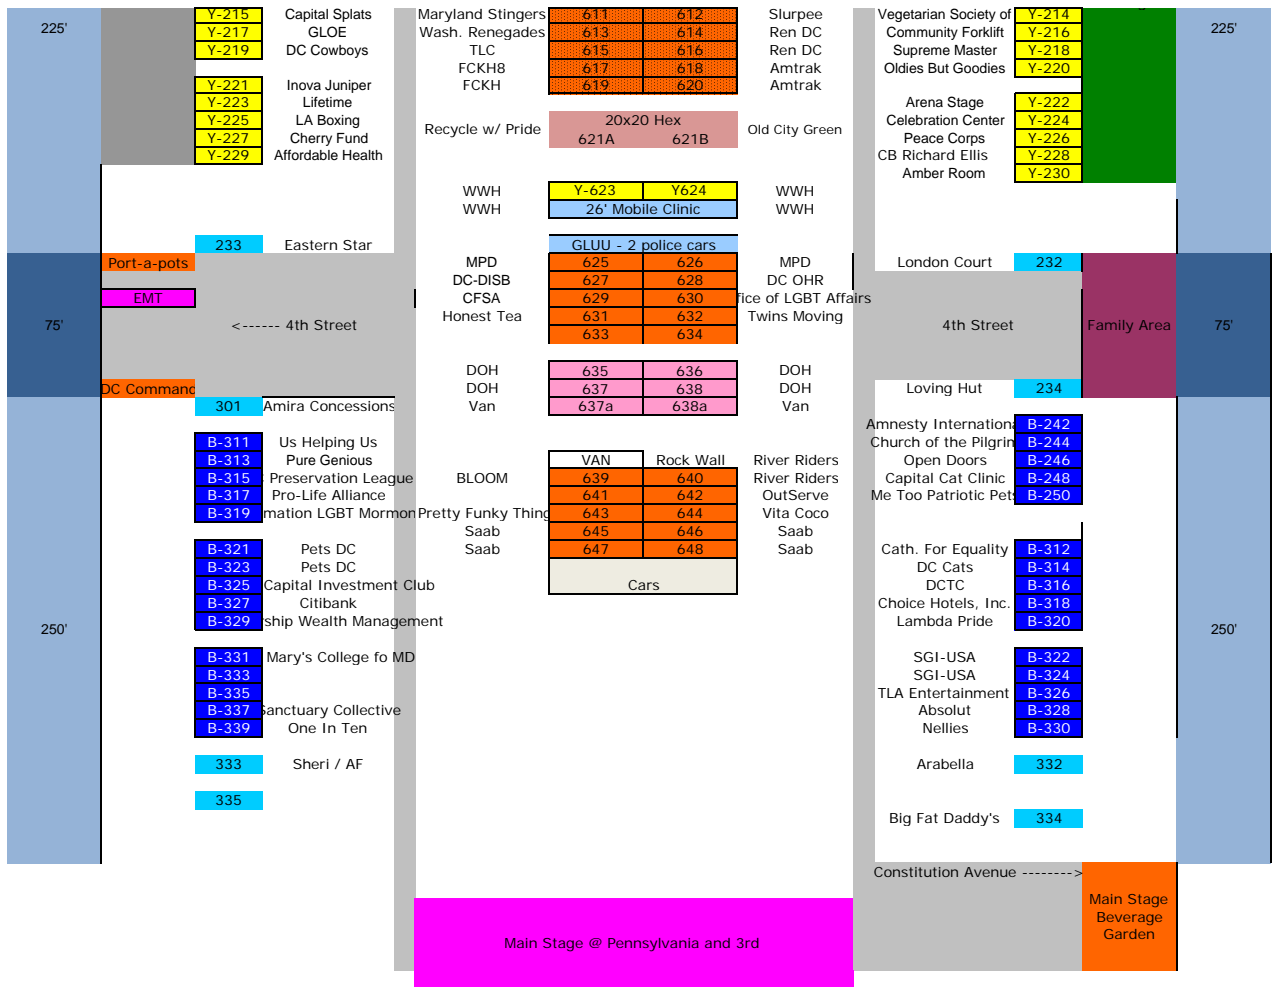 225' Y-215 Capital Splats Maryland Stingers 611 612 Slurpee Vegetarian Society of Y-214 225'
Y-217 GLOE Wash. Renegades 613 614 Ren DC Community Forklift Y-216
Y-219 DC Cowboys TLC 615 616 Ren DC Supreme Master Y-218
FCKH8 617 618 Amtrak Oldies But Goodies Y-220
Y-221 Inova Juniper FCKH 619 620 Amtrak
Y-223 Lifetime Arena Stage Y-222
Y-225 LA Boxing Recycle w/ Pride 20x20 Hex Old City Green Celebration Center Y-224
Y-227 Cherry Fund 621A 621B Peace Corps Y-226
Y-229 Affordable Health CB Richard Ellis Y-228
Amber Room Y-230
WWH Y-623 Y624 WWH
WWH 26' Mobile Clinic WWH
233 Eastern Star GLUU - 2 police cars
Port-a-pots MPD 625 626 MPD London Court 232
DC-DISB 627 628 DC OHR
EMT CFSA 629 630 fice of LGBT Affairs
Honest Tea 631 632 Twins Moving
75' <------ 4th Street 633 634 4th Street Family Area 75'
DOH 635 636 DOH
DC Command DOH 637 638 DOH Loving Hut 234
301 Amira Concessions Van 637a 638a Van
Amnesty Internationa B-242
B-311 Us Helping Us Church of the Pilgrin B-244
B-313 Pure Genious VAN Rock Wall River Riders Open Doors B-246
B-315 Preservation League BLOOM 639 640 River Riders Capital Cat Clinic B-248
B-317 Pro-Life Alliance 641 642 OutServe Me Too Patriotic Pets B-250
B-319 mation LGBT Mormon Pretty Funky Thing 643 644 Vita Coco
Saab 645 646 Saab
B-321 Pets DC Saab 647 648 Saab Cath. For Equality B-312
B-323 Pets DC DC Cats B-314
B-325 Capital Investment Club Cars DCTC B-316
B-327 Citibank Choice Hotels, Inc. B-318
B-329 rship Wealth Management Lambda Pride B-320
250' 250'
B-331 Mary's College fo MD SGI-USA B-322
B-333 SGI-USA B-324
B-335 TLA Entertainment B-326
B-337 Sanctuary Collective Absolut B-328
B-339 One In Ten Nellies B-330
333 Sheri / AF Arabella 332
335
Big Fat Daddy's 334
Constitution Avenue -------->
Main Stage
Beverage
Garden
Main Stage @ Pennsylvania and 3rd